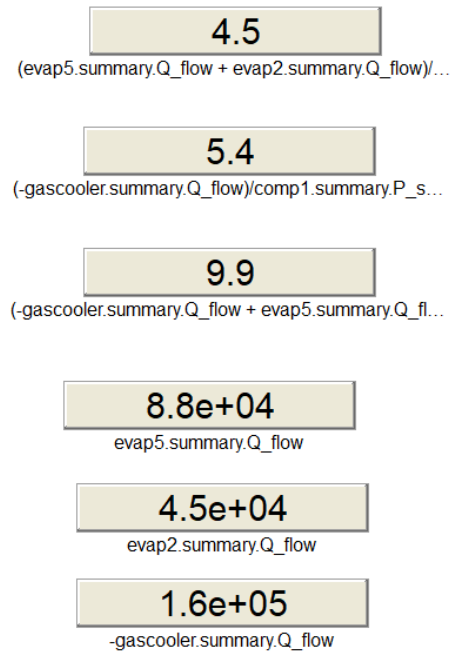 4.5
(evap5.summary.Q_flow + evap2.summary.Q_flow)/...
5.4
(-gascooler.summary.Q_flow)/comp1.summary.P_s...
9.9
(-gascooler.summary.Q_flow + evap5.summary.Q_fl...
8.8e+04
evap5.summary.Q_flow
4.5e+04
evap2.summary.Q_flow
1.6e+05
-gascooler.summary.Q_flow